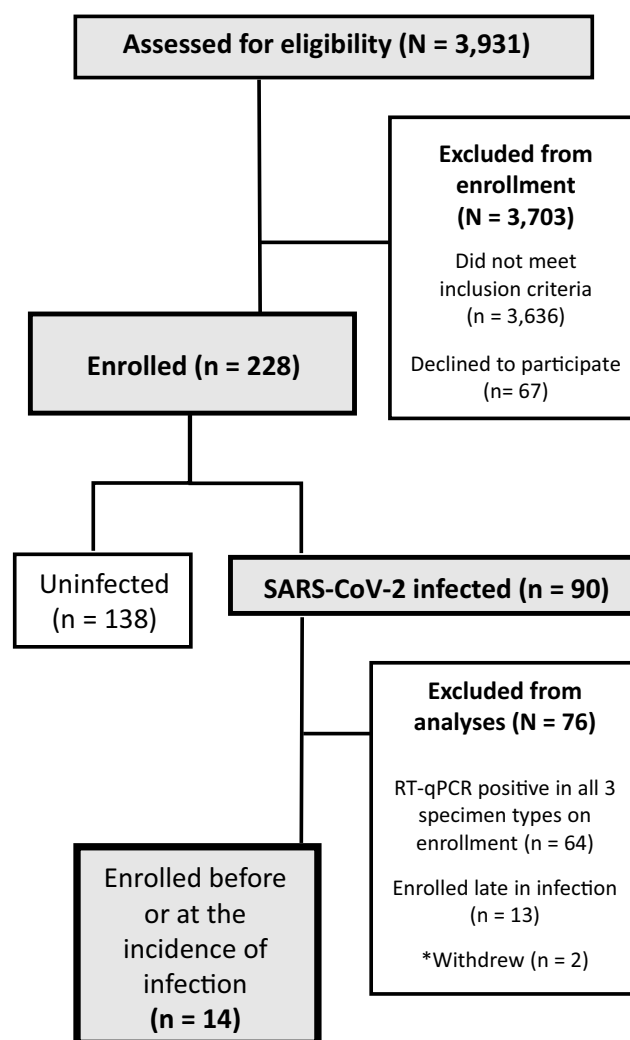 Assessed for eligibility (N = 3,931)
Excluded from
enrollment
(N = 3,703)
Did not meet
inclusion criteria
(n = 3,636)
Declined to participate
(n= 67)
Enrolled (n = 228)
Uninfected
(n = 138)
SARS-CoV-2 infected (n = 90)
Excluded from
analyses (N = 76)
RT-qPCR positive in all 3
specimen types on
enrollment (n = 64)
Enrolled late in infection
(n = 13)
*Withdrew (n = 2)
Enrolled before
or at the
incidence of
infection
(n = 14)